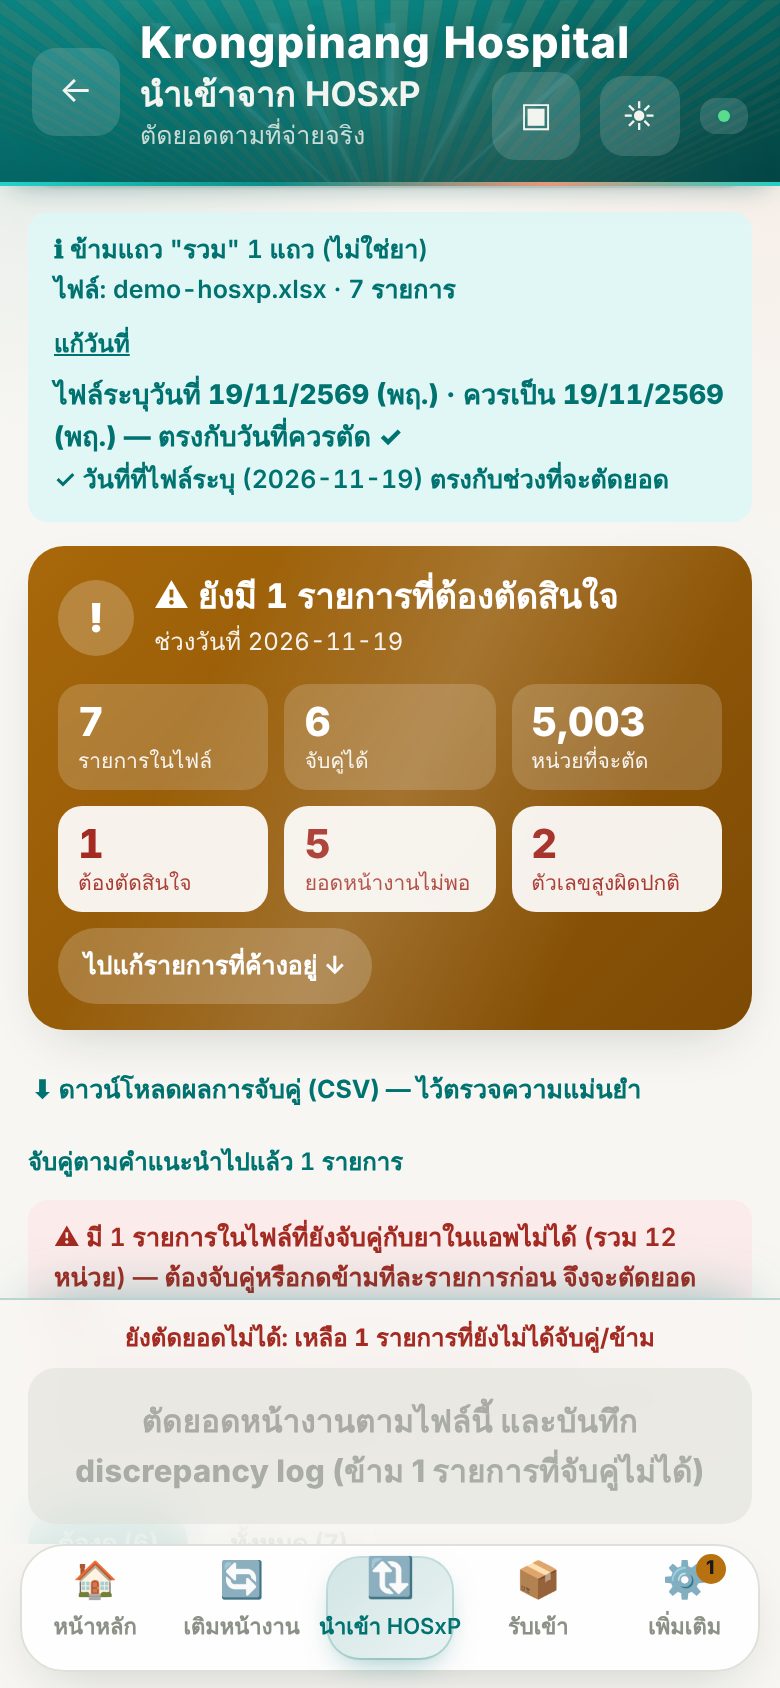 Krongpinang Hospital
นำเข้าจาก HOSxP
ตัดยอดตามที่จ่ายจริง
ℹ ข้ามแถว "รวม" 1 แถว (ไม่ใช่ยา)
ไฟล์: demo-hosxp.xlsx · 7 รายการ
แก้วันที่
ไฟล์ระบุวันที่ 19/11/2569 (พฤ.) · ควรเป็น 19/11/2569
(พฤ.) — ตรงกับวันที่ควรตัด ✓
✓ วันที่ที่ไฟล์ระบุ (2026-11-19) ตรงกับช่วงที่จะตัดยอด
! ⚠ ยังมี 1 รายการที่ต้องตัดสินใจ
ช่วงวันที่ 2026-11-19
7 6 5,003
รายการในไฟล์ จับคู่ได้ หน่วยที่จะตัด
1 5 2
ต้องตัดสินใจ ยอดหน้างานไม่พอ ตัวเลขสูงผิดปกติ
ไปแก้รายการที่ค้างอยู่ ↓
⬇ ดาวน์โหลดผลการจับคู่ (CSV) — ไว้ตรวจความแม่นยำ
จับคู่ตามคำแนะนำไปแล้ว 1 รายการ
⚠ มี 1 รายการในไฟล์ที่ยังจับคู่กับยาในแอพไม่ได้ (รวม 12
หน่วย) — ต้องจับคู่หรือกดข้ามทีละรายการก่อน จึงจะตัดยอด
ยังตัดยอดไม่ได้: เหลือ 1 รายการที่ยังไม่ได้จับคู่/ข้าม
ตัดยอดหน้างานตามไฟล์นี้ และบันทึก
discrepancy log (ข้าม 1 รายการที่จับคู่ไม่ได้)
ทั้งหมด (7)
1
หน้าหลัก เติมหน้างาน นำเข้า HOSxP รับเข้า เพิ่มเติม